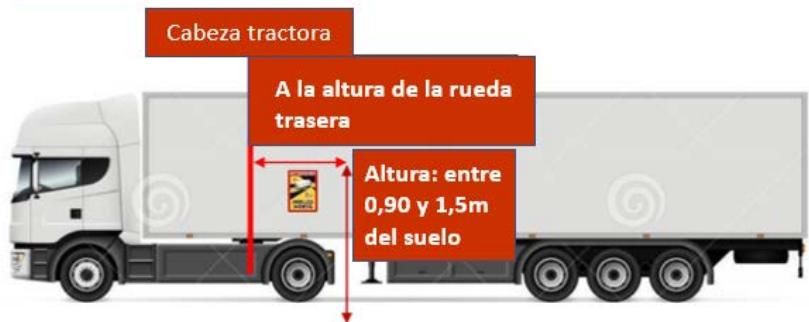 Cabeza tractora
A la altura de la rueda
trasera
Altura: entre
0,90 y 1,5m
del suelo